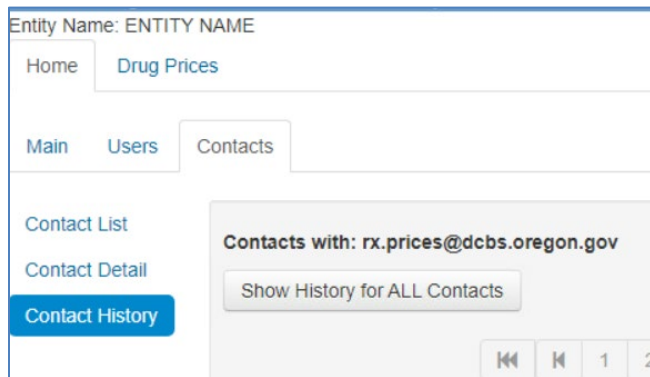 Entity Name: ENTITY NAME
Home Drug Prices
Main Users Contacts
Contact List
Contacts with: rx.prices@dcbs.oregon.gov
Contact Detail
Show History for ALL Contacts
Contact History
1 2